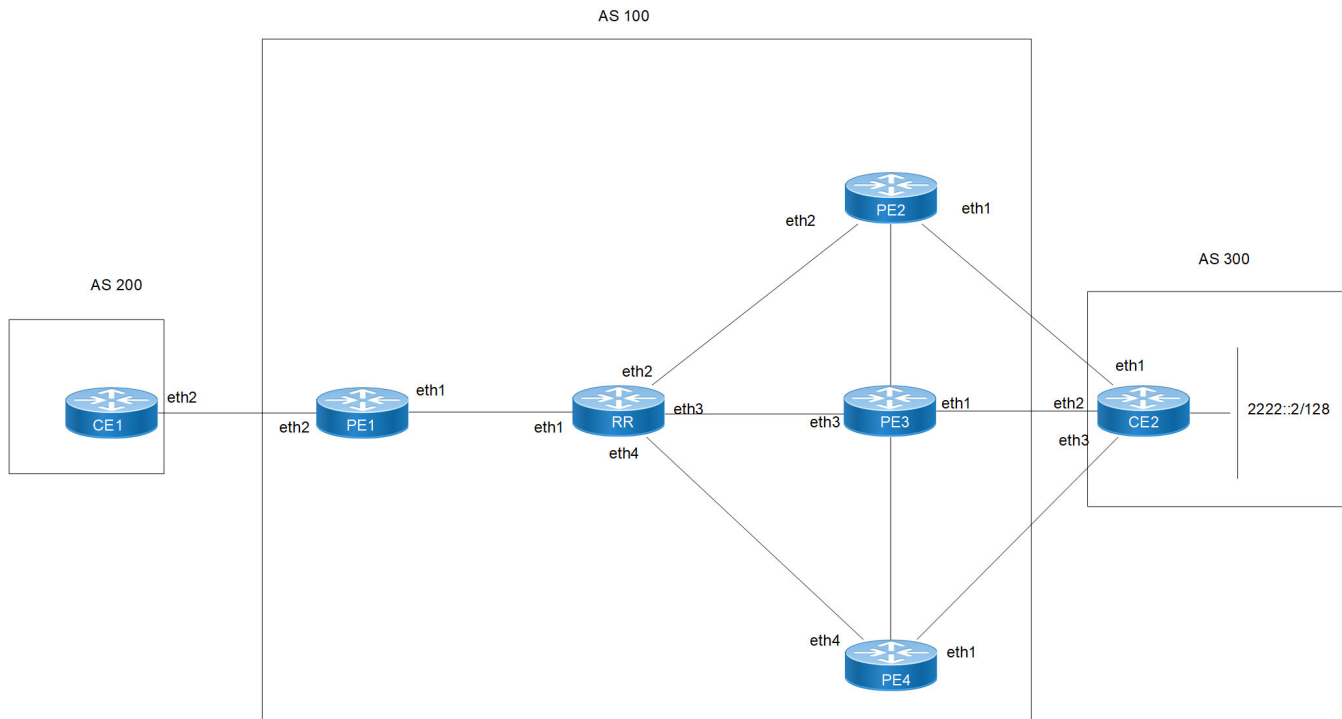 AS 100
PE2
eth2
eth1
AS 200
AS 300
eth2
CE1
eth2
PE1
eth1
eth1
RR
eth2
eth3
eth4
eth3
PE3
eth1
eth1
eth2
eth3
CE2
2222::2/128
eth4
PE4
eth1